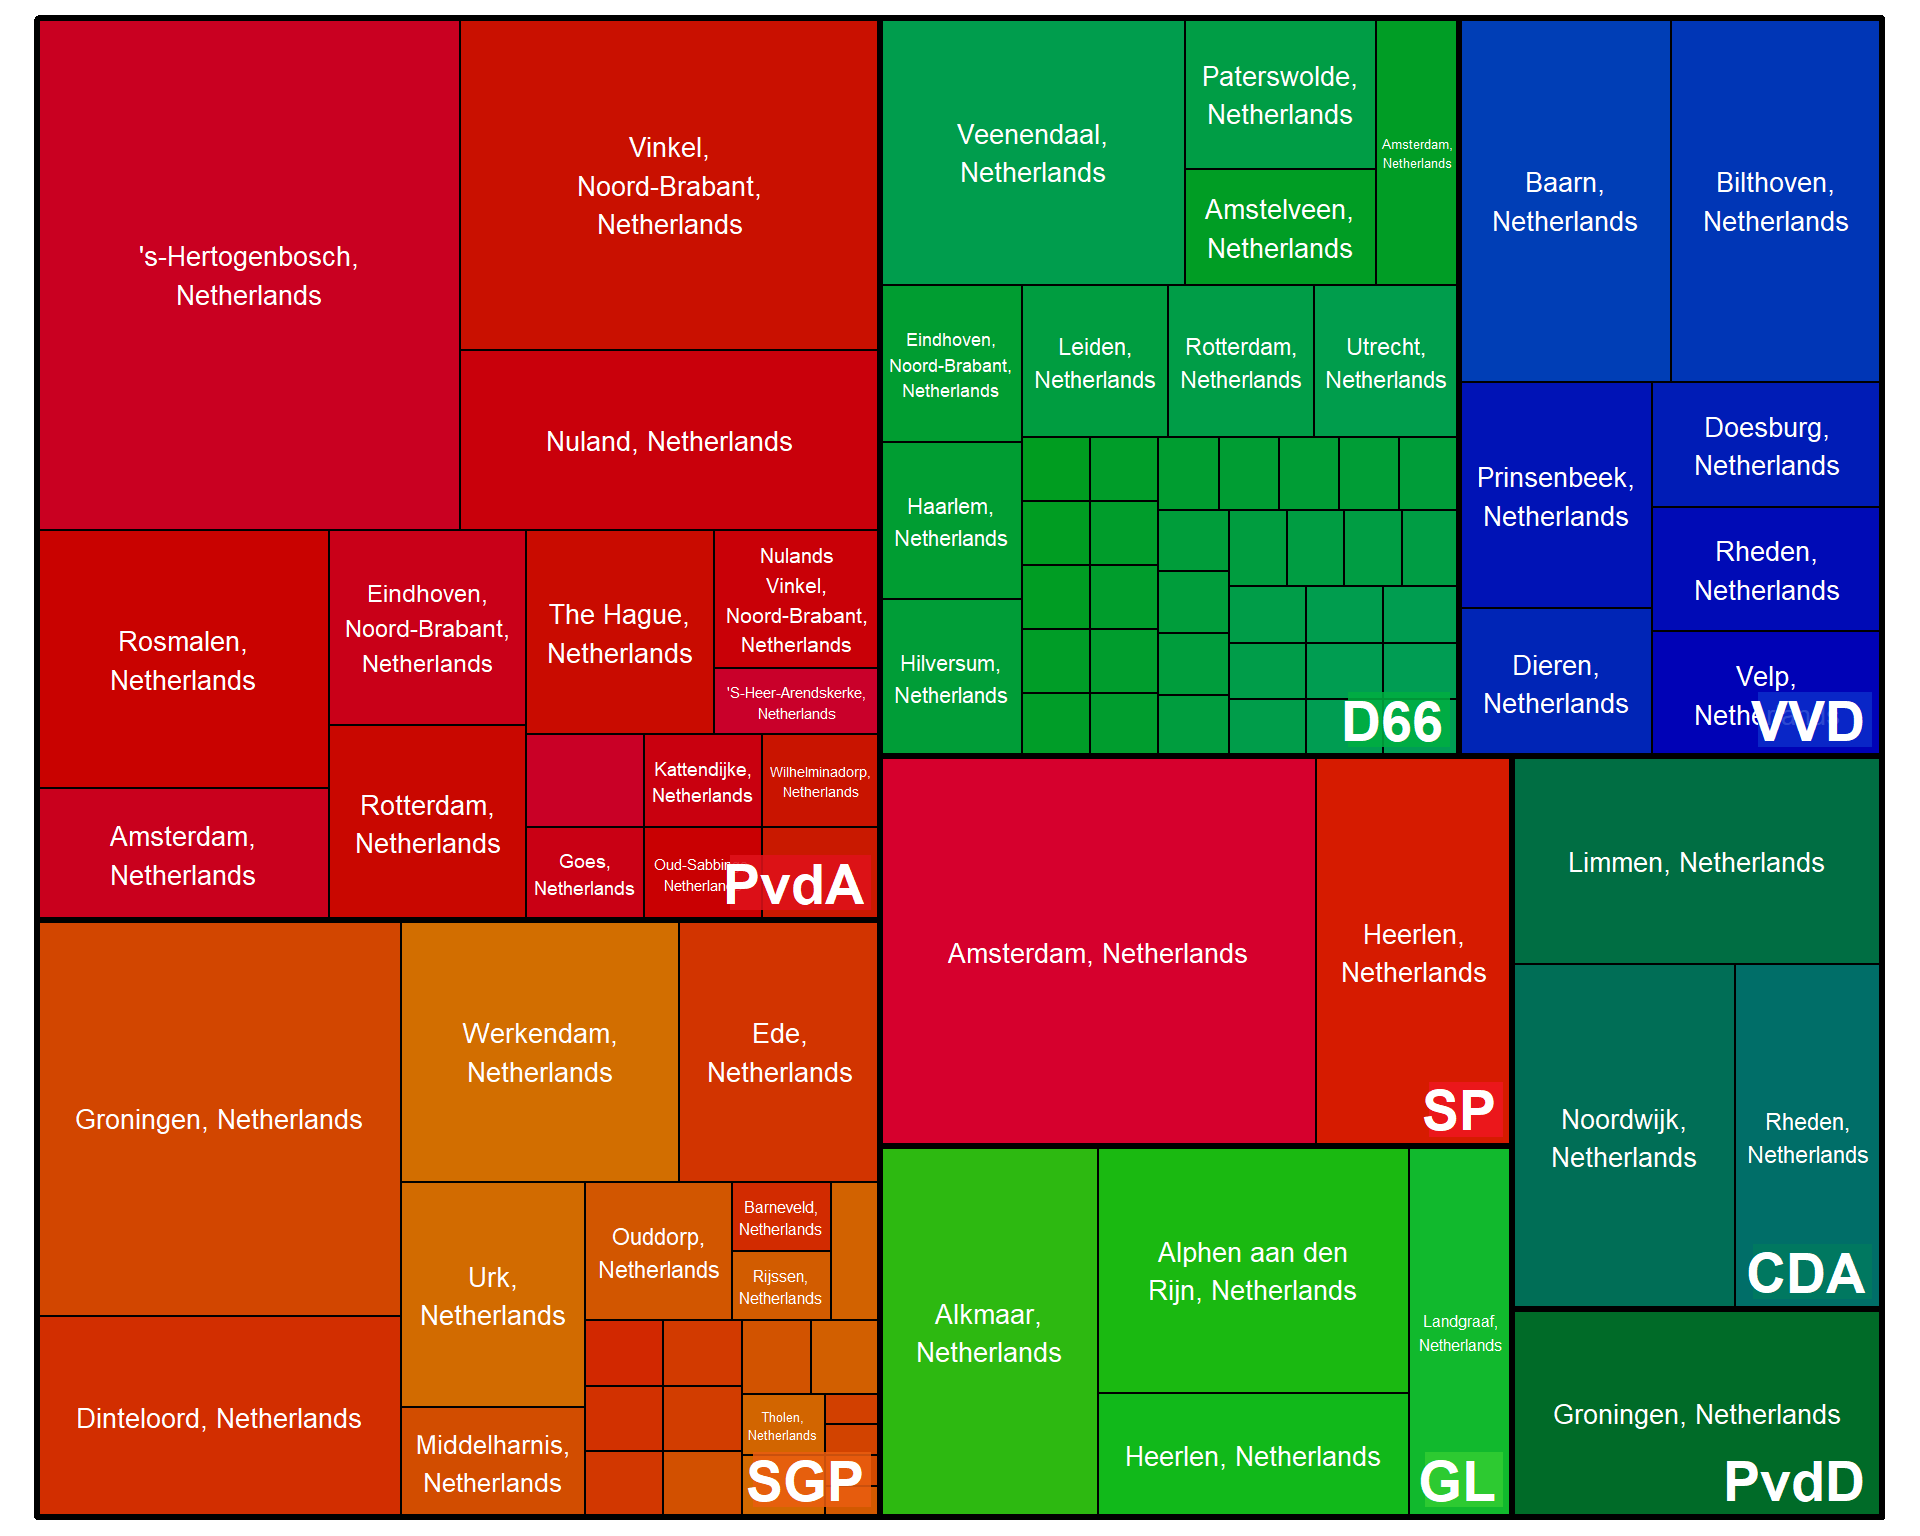 's-Hertogenbosch,
Netherlands
Vinkel,
Noord-Brabant,
Netherlands
Nuland, Netherlands
Rosmalen,
Netherlands
Amsterdam,
Netherlands
Eindhoven,
Noord-Brabant,
Netherlands
Rotterdam,
Netherlands
The Hague,
Netherlands
Nulands
Vinkel,
Noord-Brabant,
Netherlands
'S-Heer-Arendskerke,
Netherlands
Kattendijke,
Netherlands
Wilhelminadorp,
Netherlands
Goes,
Netherlands
PvdA
Veenendaal,
Netherlands
Paterswolde,
Netherlands
Amstelveen,
Netherlands
Amsterdam,
Netherlands
Eindhoven,
Noord-Brabant,
Netherlands
Leiden,
Netherlands
Rotterdam,
Netherlands
Utrecht,
Netherlands
Haarlem,
Netherlands
Hilversum,
Netherlands
D66
Baarn,
Netherlands
Bilthoven,
Netherlands
Prinsenbeek,
Netherlands
Doesburg,
Netherlands
Rheden,
Netherlands
Dieren,
Netherlands
Velp,
VVD
Groningen, Netherlands
Dinteloord, Netherlands
Werkendam,
Netherlands
Ede,
Netherlands
Urk,
Netherlands
Middelharnis,
Netherlands
Ouddorp,
Netherlands
Barneveld,
Netherlands
Rijssen,
Netherlands
Tholen,
Netherlands
SGP
Amsterdam, Netherlands
Heerlen,
Netherlands
SP
Alkmaar,
Netherlands
Alphen aan den
Rijn, Netherlands
Heerlen, Netherlands
Landgraaf,
Netherlands
GL
Limmen, Netherlands
Noordwijk,
Netherlands
Rheden,
Netherlands
CDA
Groningen, Netherlands
PvdD